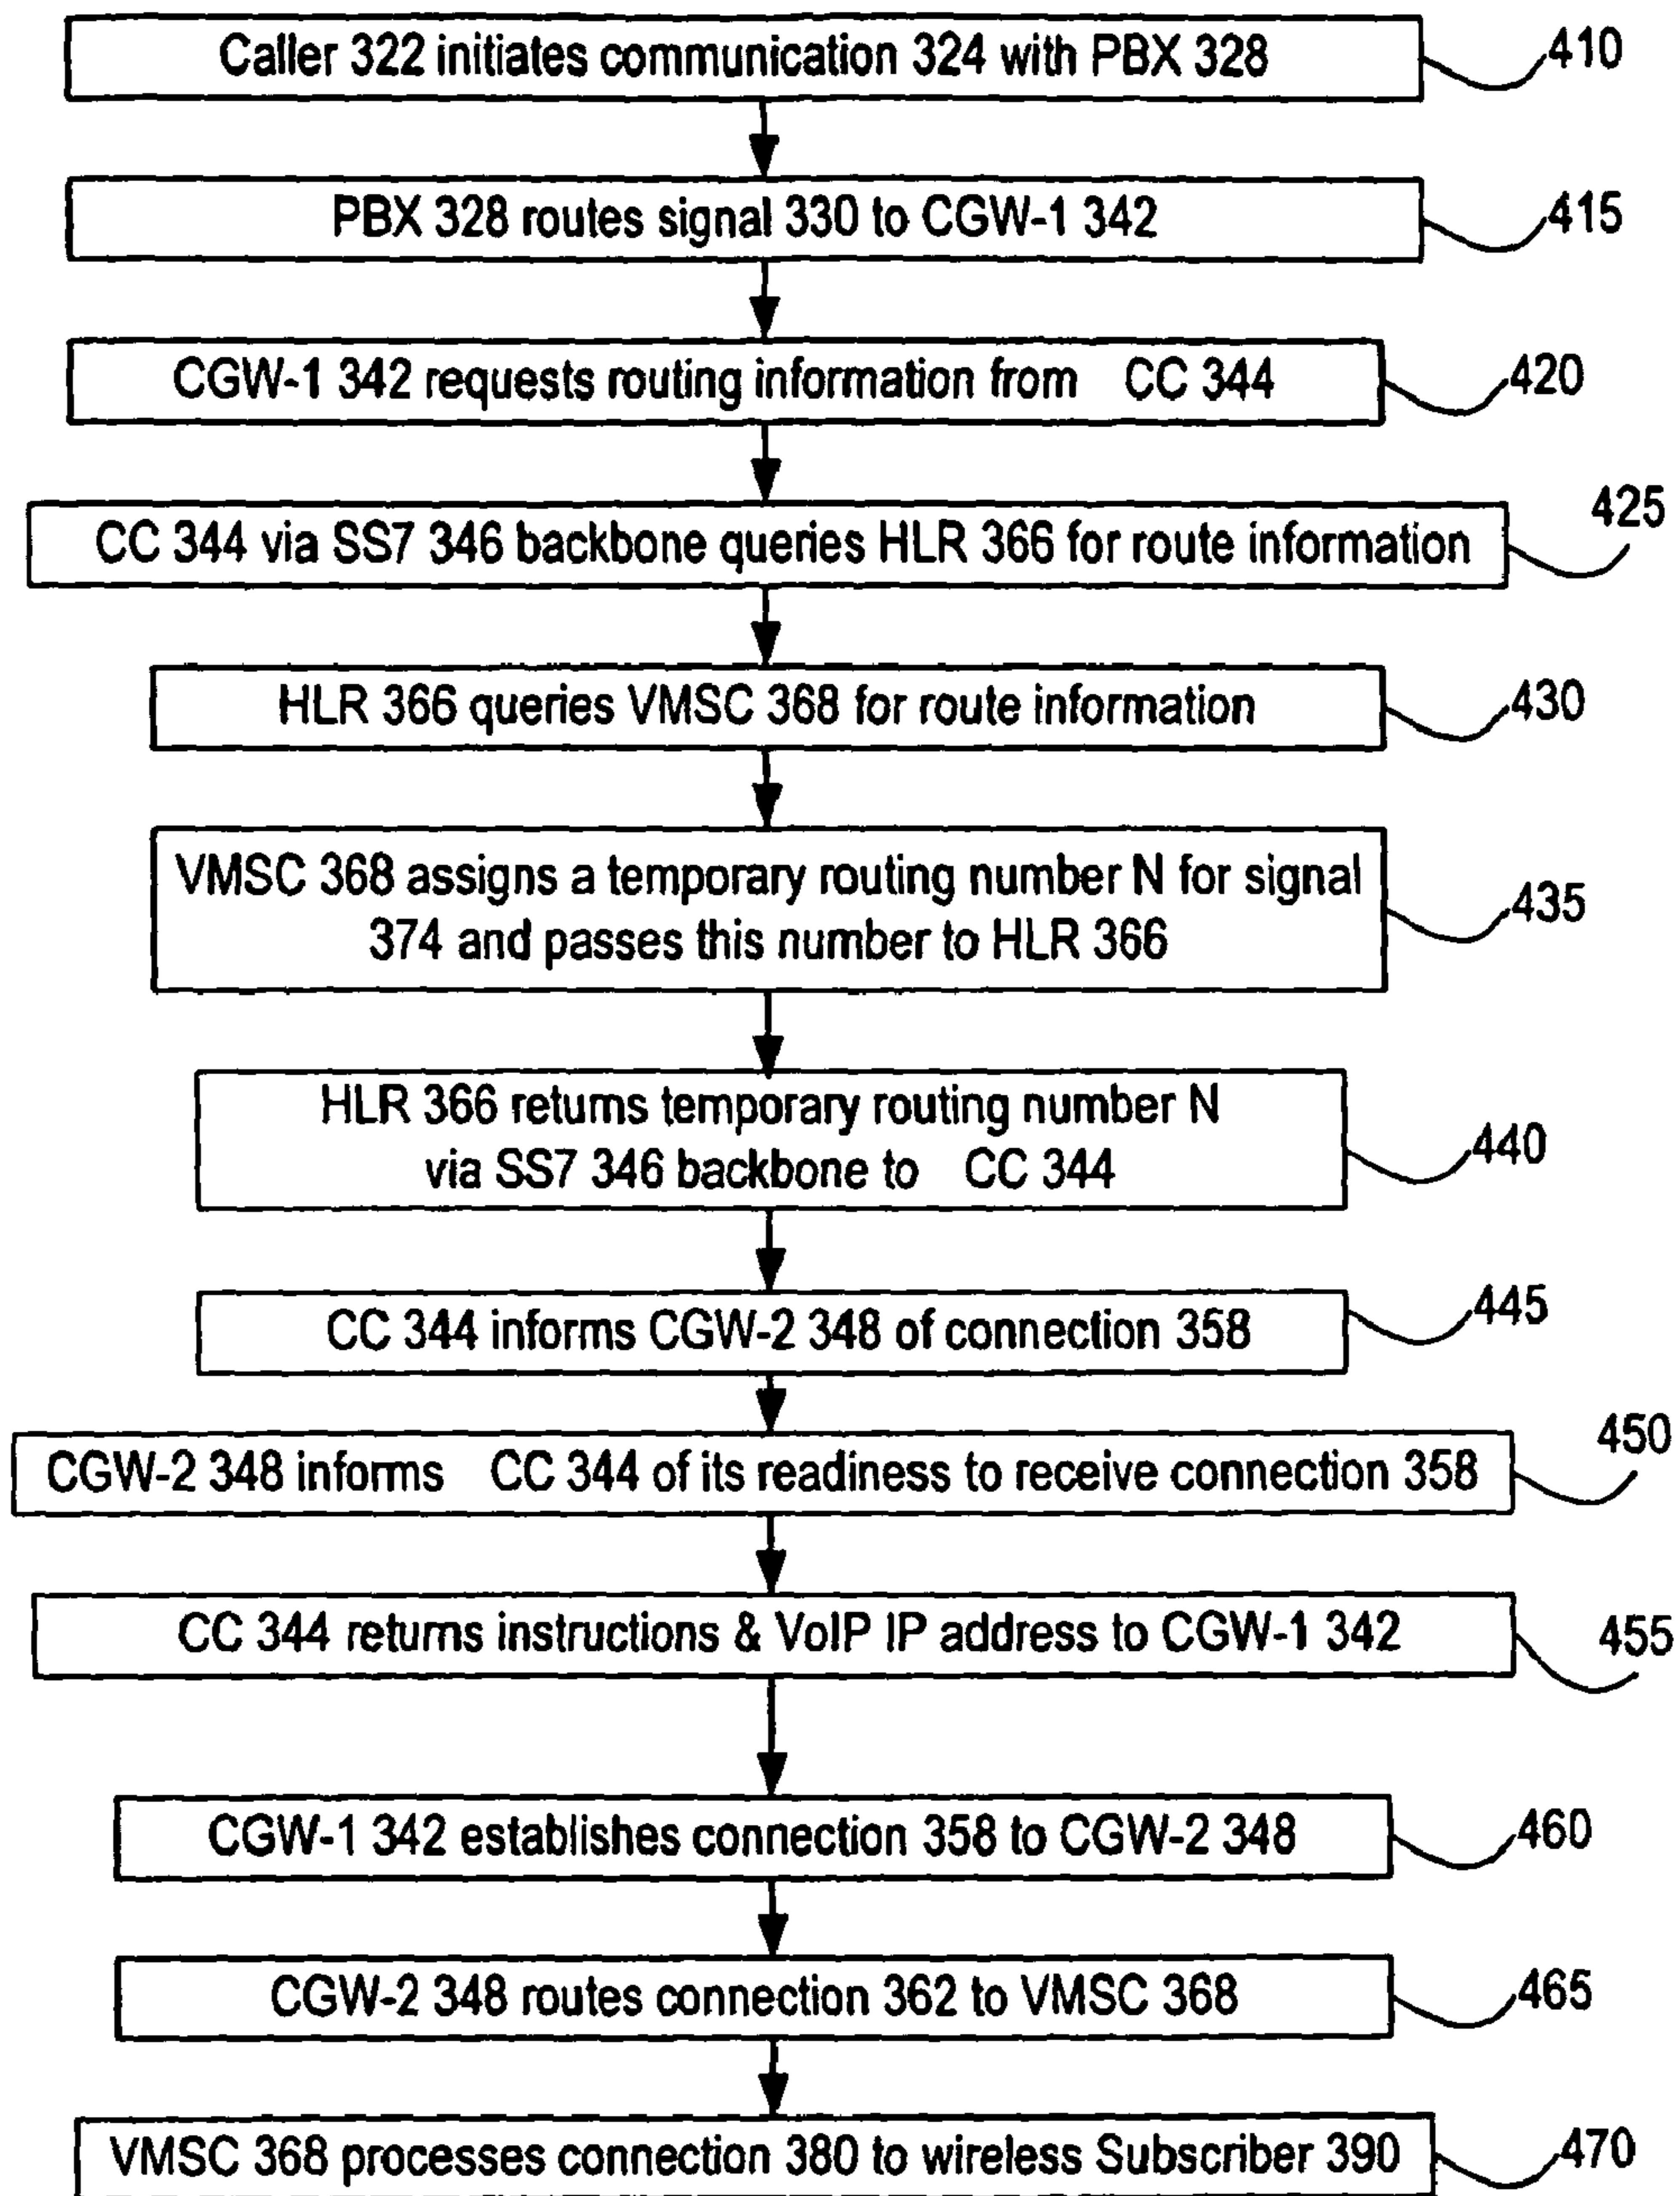 Caller 322 initiates communication 324 with PBX 328
410
PBX 328 routes signal 330 to CGW-1 342
415
CGW-1 342 requests routing information from CC 344
420
CC 344 via SS7 346 backbone queries HLR 366 for route information
425
HLR 366 queries VMSC 368 for route information
430
VMSC 368 assigns a temporary routing number N for signal
374 and passes this number to HLR 366
435
HLR 366 returns temporary routing number N
via SS7 346 backbone to CC 344
440
CC 344 informs CGW-2 348 of connection 358
445
CGW-2 348 informs CC 344 of its readiness to receive connection 358
450
CC 344 returns instructions & VoIP IP address to CGW-1 342
455
CGW-1 342 establishes connection 358 to CGW-2 348
460
CGW-2 348 routes connection 362 to VMSC 368
465
VMSC 368 processes connection 380 to wireless Subscriber 390
470